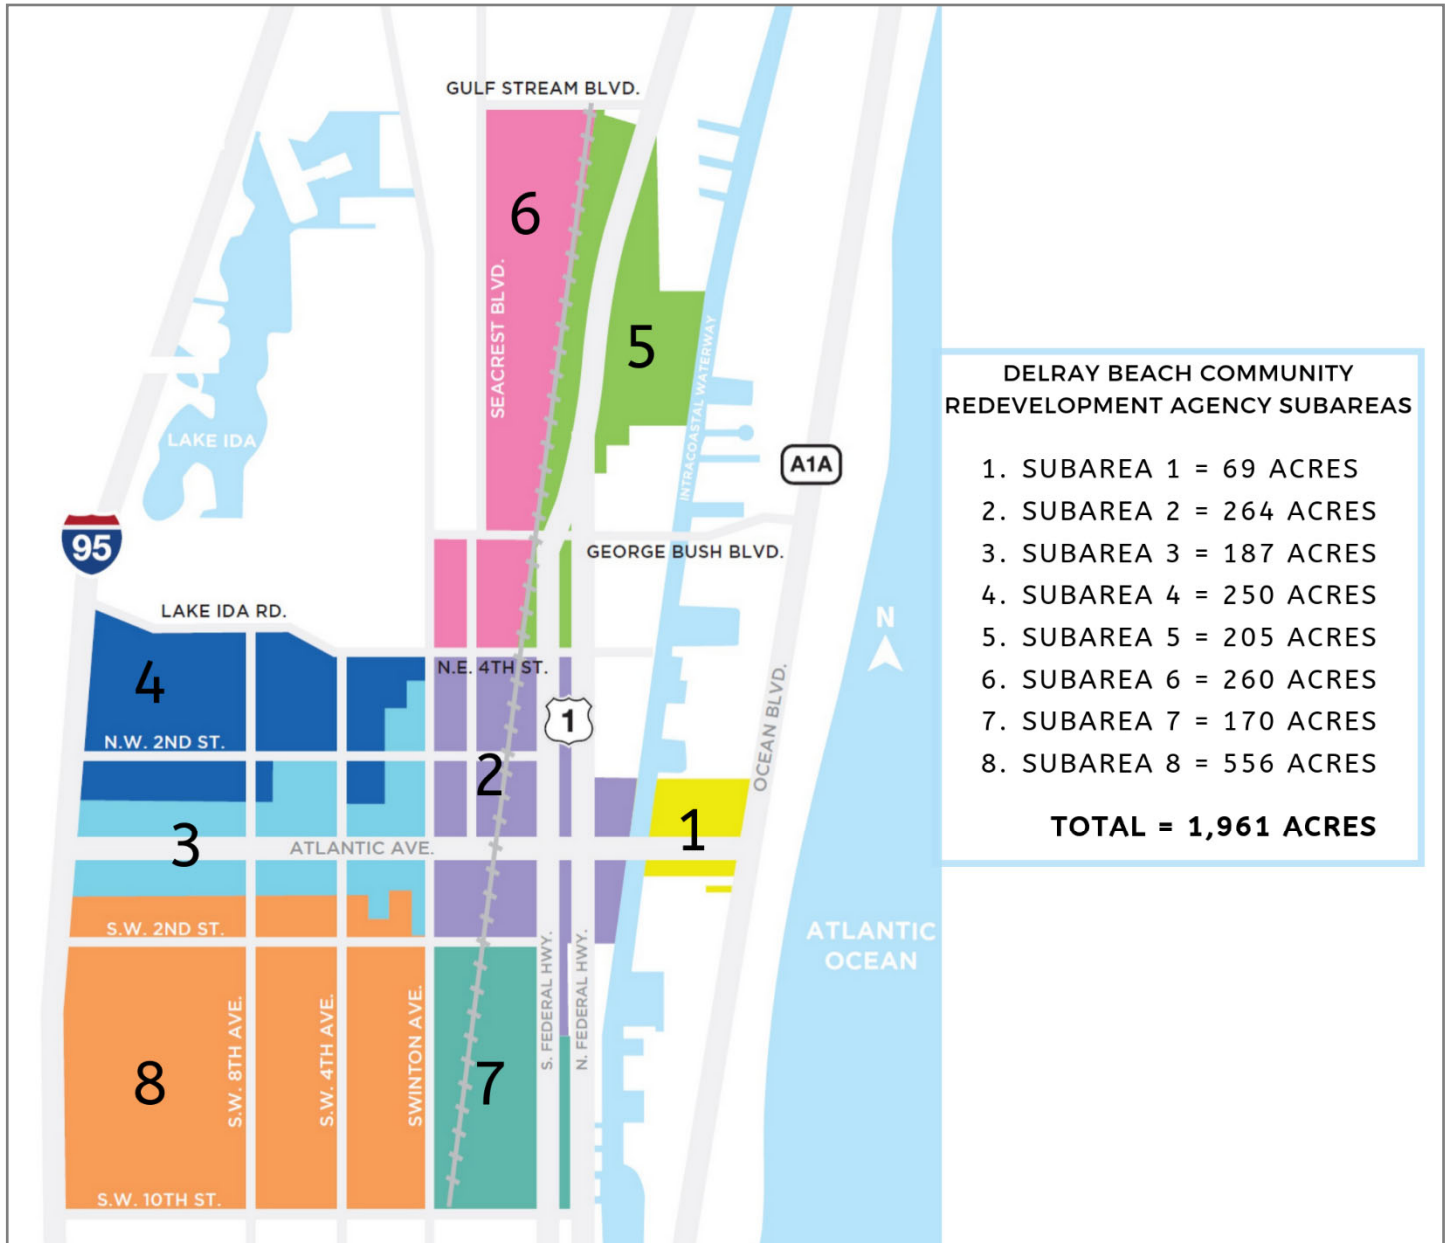 GULF STREAM BLVD.
6
SEACREST BLVD.
5
INTRACOASTAL WATERWAY
LAKE IDA
A1A
95
GEORGE BUSH BLVD.
LAKE IDA RD.
N
4
N.E. 4TH ST.
1
N.W. 2ND ST.
2
OCEAN BLVD.
3
ATLANTIC AVE.
1
S.W. 2ND ST.
ATLANTIC
OCEAN
S.W. 8TH AVE.
S.W. 4TH AVE.
SWINTON AVE.
S. FEDERAL HWY.
N. FEDERAL HWY.
8
7
S.W. 10TH ST.
DELRAY BEACH COMMUNITY
REDEVELOPMENT AGENCY SUBAREAS
1. SUBAREA 1 = 69 ACRES
2. SUBAREA 2 = 264 ACRES
3. SUBAREA 3 = 187 ACRES
4. SUBAREA 4 = 250 ACRES
5. SUBAREA 5 = 205 ACRES
6. SUBAREA 6 = 260 ACRES
7. SUBAREA 7 = 170 ACRES
8. SUBAREA 8 = 556 ACRES
TOTAL = 1,961 ACRES